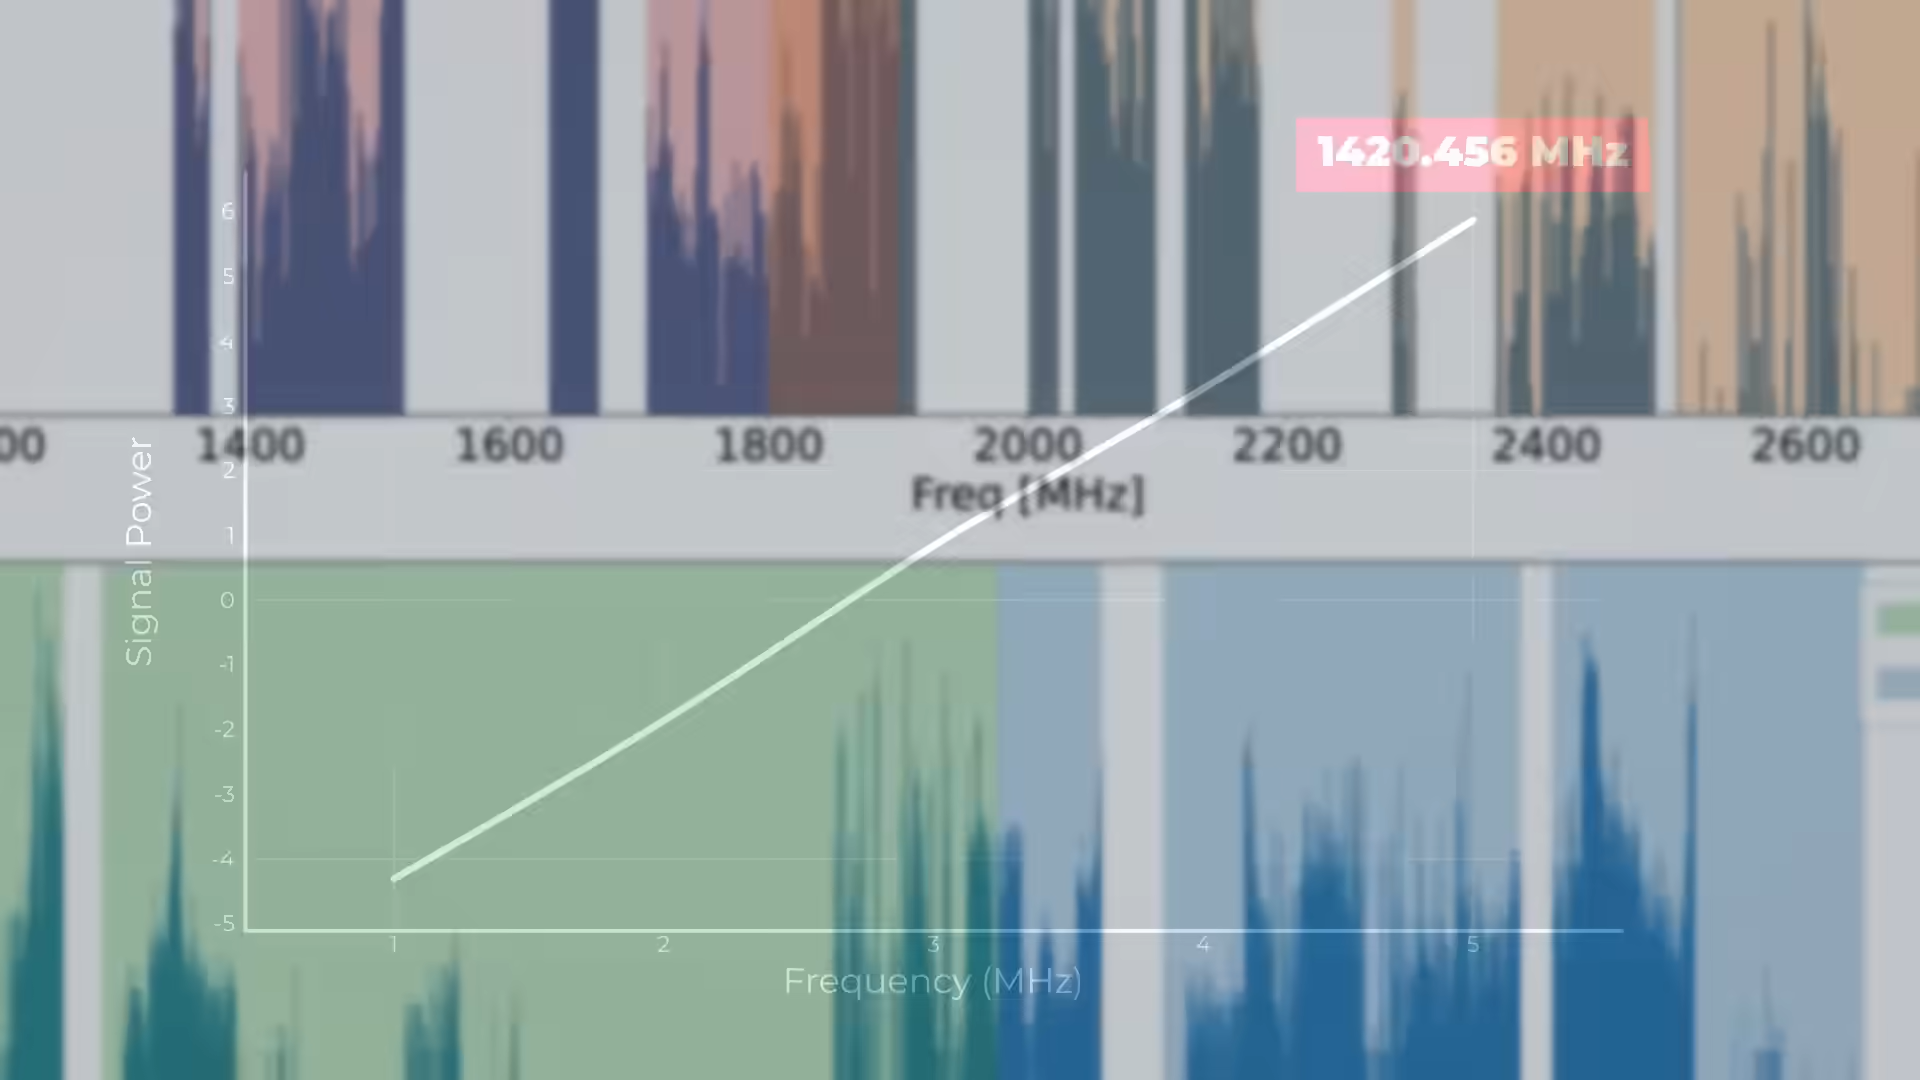 1420.456 MHz
6
5
4
3
00 1400 1600 1800 2000 2200 2400 2600
2
Freq [MHz]
Signal Power
1
0
-1
-2
-3
-4
-5
1 2 3 4 5
Frequency (MHz)